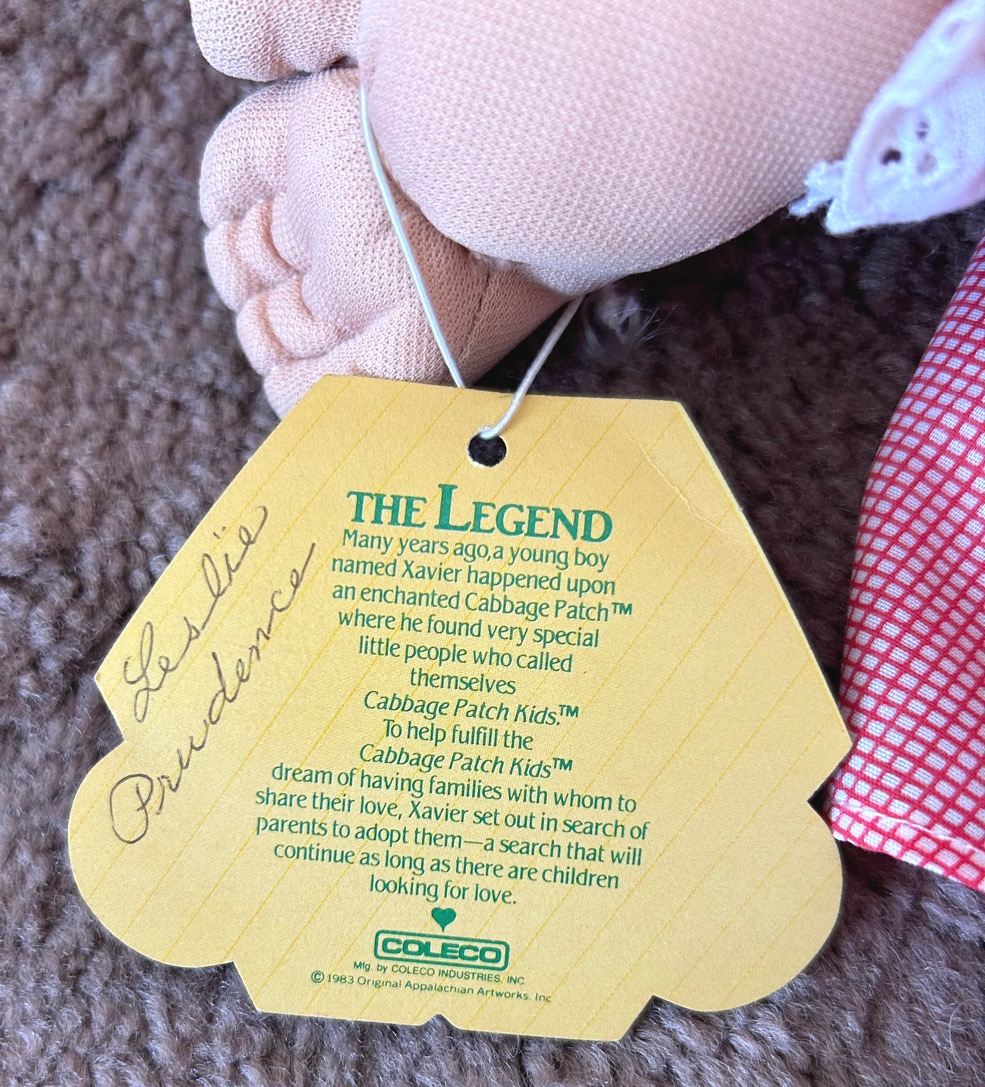 THE LEGEND
Many years ago, a young boy
named Xavier happened upon
an enchanted Cabbage Patch™
where he found very special
little people who called
themselves
Cabbage Patch Kids.™
To help fulfill the
Cabbage Patch Kids™
dream of having families with whom to
share their love, Xavier set out in search of
parents to adopt them—a search that will
continue as long as there are children
looking for love.
COLECO
Mfg. by COLECO INDUSTRIES, INC.
©1983 Original Appalachian Artworks, Inc
Leslie
Prudence